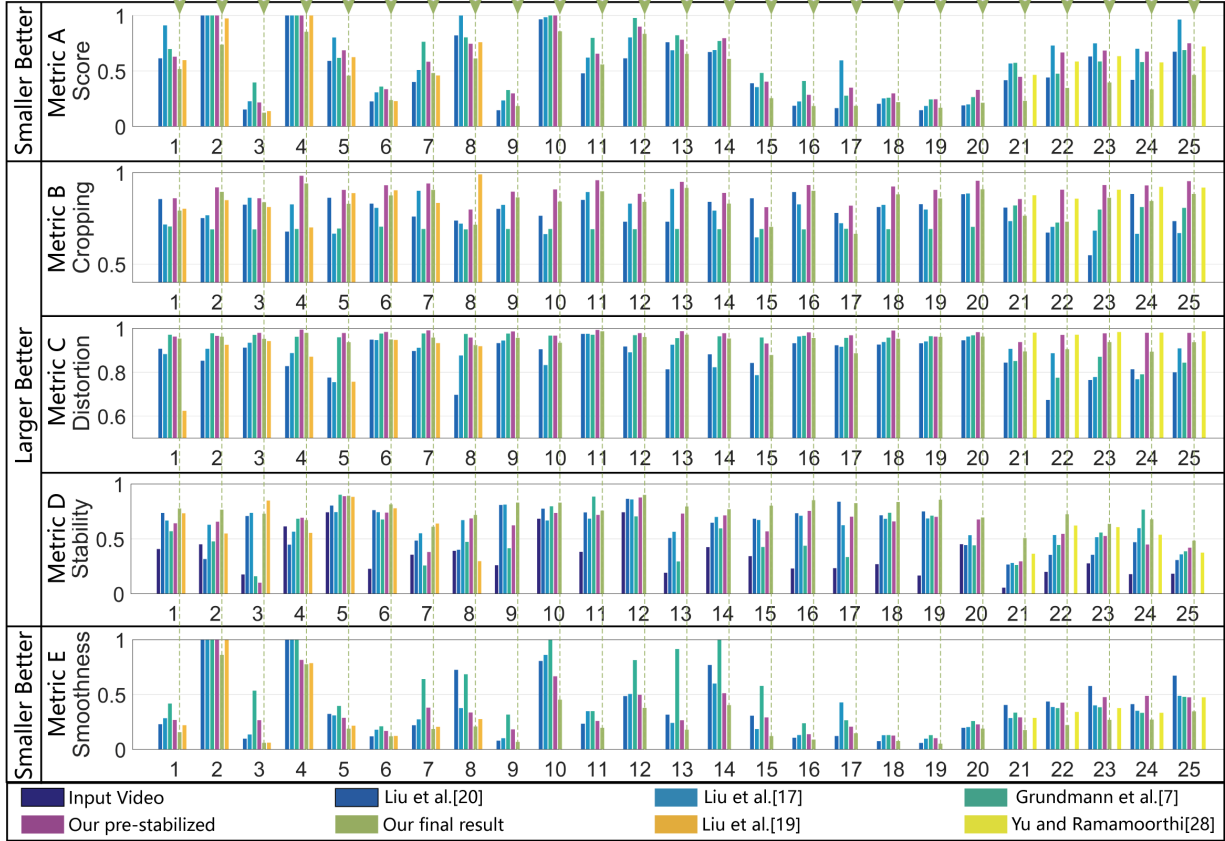 Smaller Better
Metric A
Score
1
0.5
0
1 2 3 4 5 6 7 8 9 10 11 12 13 14 15 16 17 18 19 20 21 22 23 24 25
Larger Better
Metric B
Cropping
1
0.5
1 2 3 4 5 6 7 8 9 10 11 12 13 14 15 16 17 18 19 20 21 22 23 24 25
Metric C
Distortion
1
0.8
0.6
1 2 3 4 5 6 7 8 9 10 11 12 13 14 15 16 17 18 19 20 21 22 23 24 25
Metric D
Stability
1
0.5
0
1 2 3 4 5 6 7 8 9 10 11 12 13 14 15 16 17 18 19 20 21 22 23 24 25
Smaller Better
Metric E
Smoothness
1
0.5
0
1 2 3 4 5 6 7 8 9 10 11 12 13 14 15 16 17 18 19 20 21 22 23 24 25
Input Video Liu et al.[20] Liu et al.[17] Grundmann et al.[7]
Our pre-stabilized Our final result Liu et al.[19] Yu and Ramamoorthi[28]